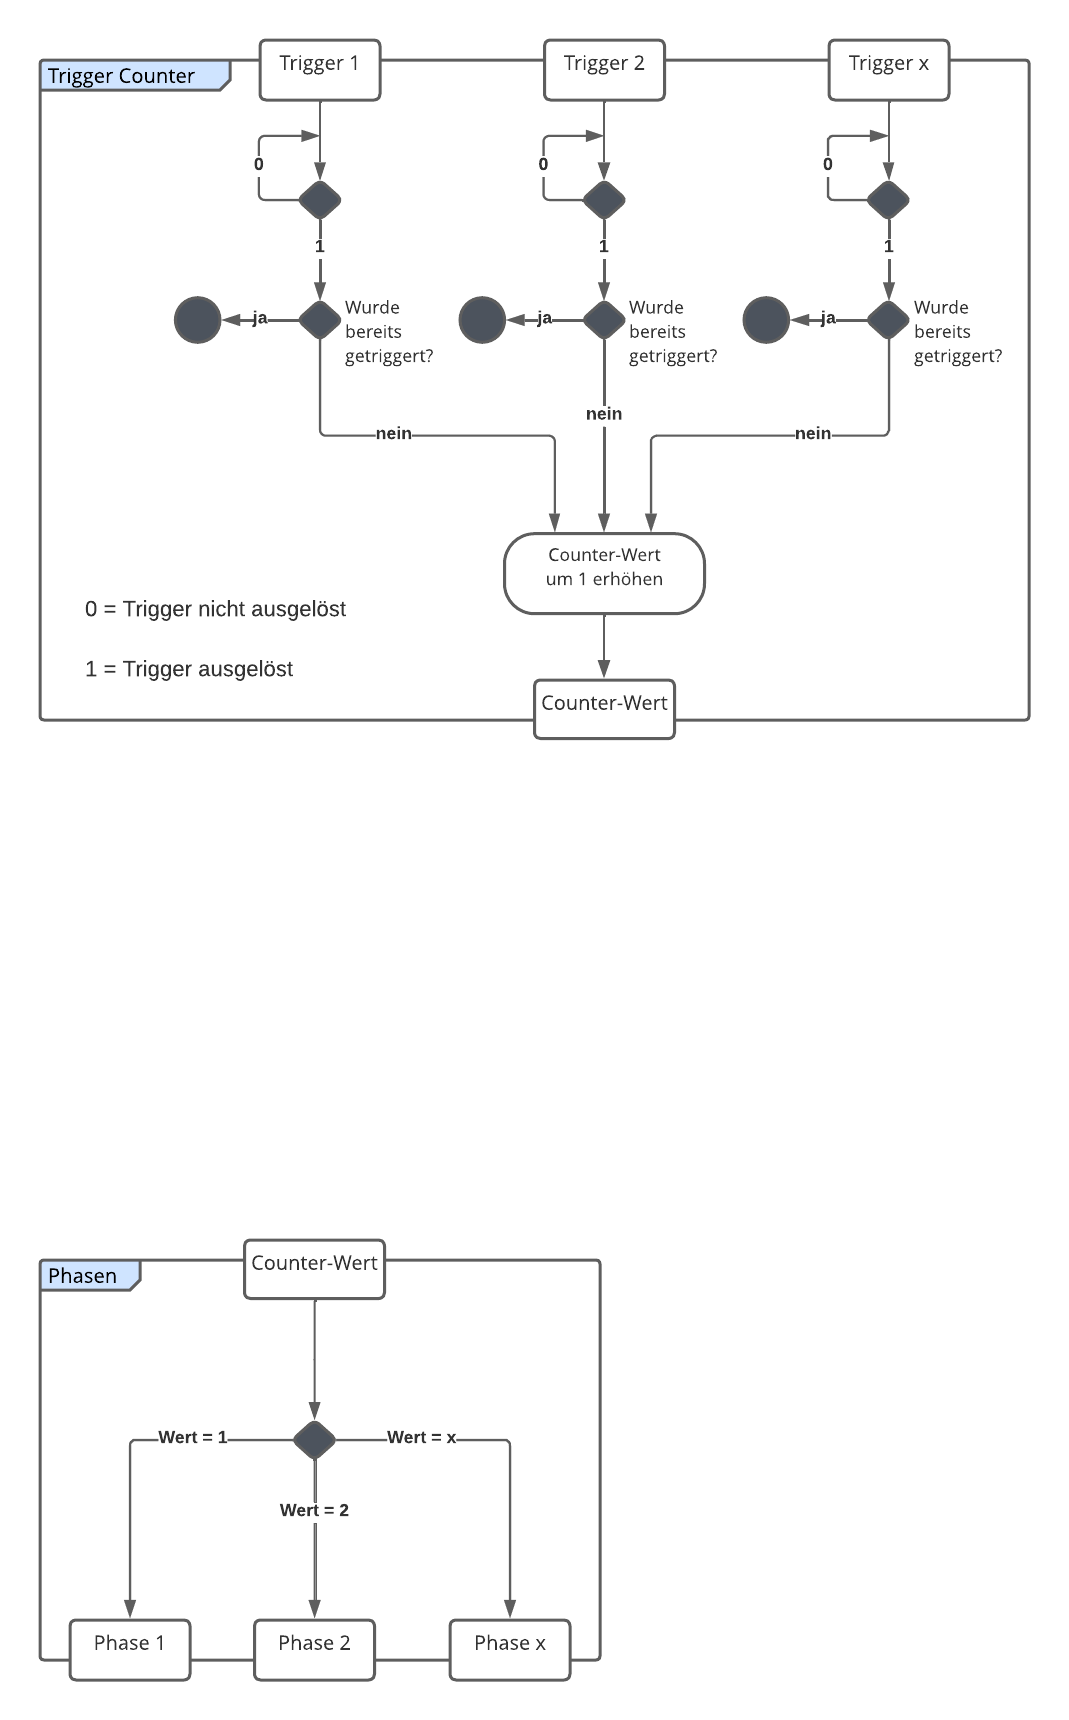 Trigger Counter
Trigger 1
Trigger 2
Trigger x
0
0
0
1
1
1
ja
Wurde
bereits
getriggert?
ja
Wurde
bereits
getriggert?
ja
Wurde
bereits
getriggert?
nein
nein
nein
Counter-Wert
um 1 erhöhen
0 = Trigger nicht ausgelöst
1 = Trigger ausgelöst
Counter-Wert
Phasen
Counter-Wert
Wert = 1
Wert = x
Wert = 2
Phase 1
Phase 2
Phase x